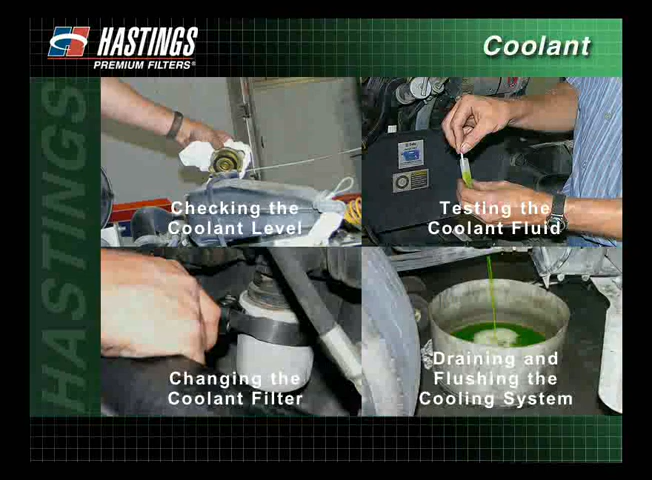 HASTINGS
PREMIUM FILTERS®
Coolant
HASTINGS
Checking the
Coolant Level
Testing the
Coolant Fluid
Changing the
Coolant Filter
Draining and
Flushing the
Cooling System